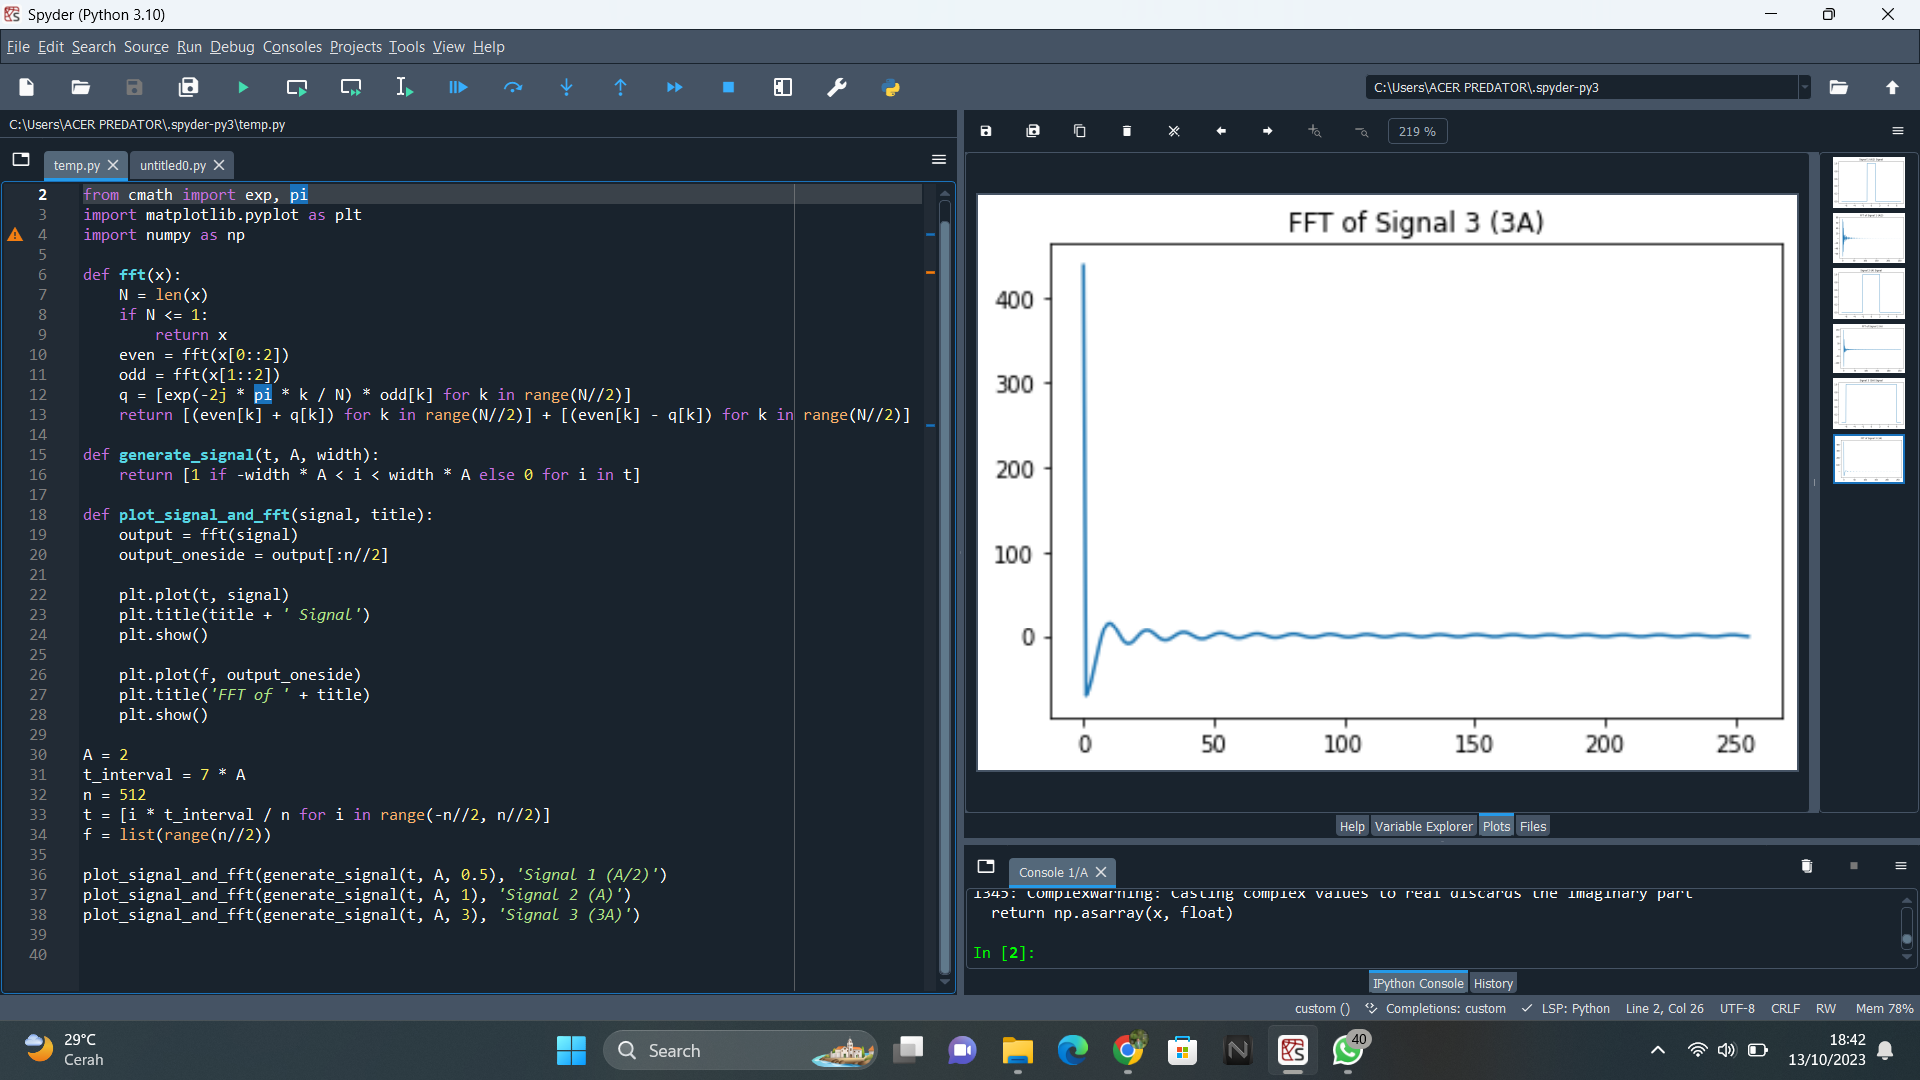 Spyder (Python 3.10)
File Edit Search Source Run Debug Consoles Projects Tools View Help
C:\Users\ACER PREDATOR\.spyder-py3
C:\Users\ACER PREDATOR\.spyder-py3\temp.py
temp.py
untitled0.py
219 %
2 from cmath import exp, pi
3 import matplotlib.pyplot as plt
4 import numpy as np
5
6 def fft(x):
7 N = len(x)
8 if N <= 1:
9 return x
10 even = fft(x[0::2])
11 odd = fft(x[1::2])
12 q = [exp(-2j * pi * k / N) * odd[k] for k in range(N//2)]
13 return [(even[k] + q[k]) for k in range(N//2)] + [(even[k] - q[k]) for k in range(N//2)]
14
15 def generate_signal(t, A, width):
16 return [1 if -width * A < i < width * A else 0 for i in t]
17
18 def plot_signal_and_fft(signal, title):
19 output = fft(signal)
20 output_oneside = output[:n//2]
21
22 plt.plot(t, signal)
23 plt.title(title + ' Signal')
24 plt.show()
25
26 plt.plot(f, output_oneside)
27 plt.title('FFT of ' + title)
28 plt.show()
29
30 A = 2
31 t_interval = 7 * A
32 n = 512
33 t = [i * t_interval / n for i in range(-n//2, n//2)]
34 f = list(range(n//2))
35
36 plot_signal_and_fft(generate_signal(t, A, 0.5), 'Signal 1 (A/2)')
37 plot_signal_and_fft(generate_signal(t, A, 1), 'Signal 2 (A)')
38 plot_signal_and_fft(generate_signal(t, A, 3), 'Signal 3 (3A)')
39
40
FFT of Signal 3 (3A)
400
300
200
100
0
0 50 100 150 200 250
Help Variable Explorer Plots Files
Console 1/A
1345: ComplexWarning: Casting complex values to real discards the imaginary part
return np.asarray(x, float)
In [2]:
IPython Console History
custom () Completions: custom LSP: Python Line 2, Col 26 UTF-8 CRLF RW Mem 78%
29°C
Cerah
Search
40
18:42
13/10/2023